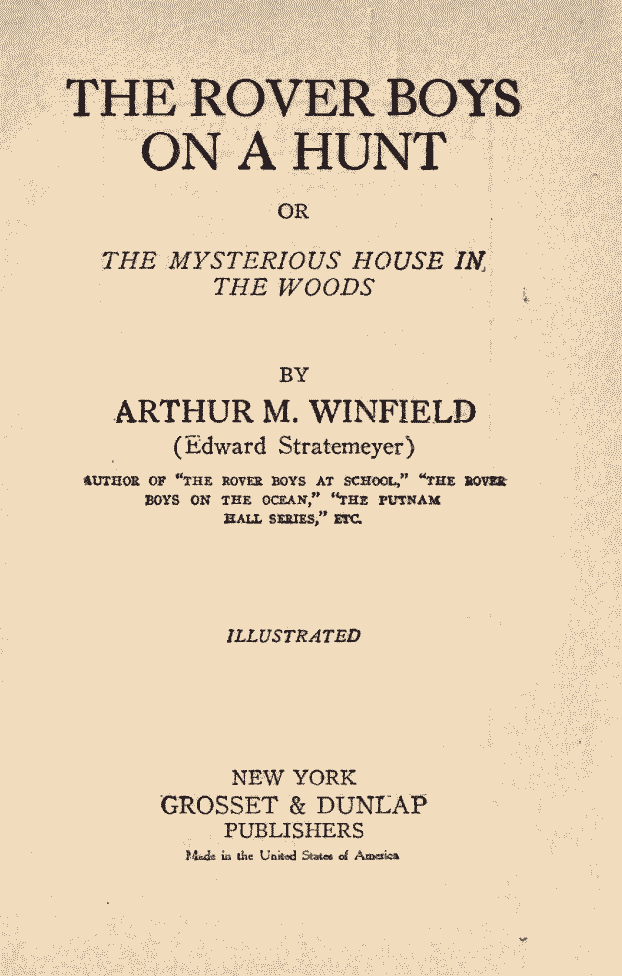 THE ROVER BOYS
ON A HUNT
OR
THE MYSTERIOUS HOUSE IN
THE WOODS
BY
ARTHUR M. WINFIELD
(Edward Stratemeyer)
AUTHOR OF "THE ROVER BOYS AT SCHOOL," "THE ROVER
BOYS ON THE OCEAN," "THE PUTNAM
HALL SERIES," ETC.
ILLUSTRATED
NEW YORK
GROSSET & DUNLAP
PUBLISHERS
Made in the United States of America